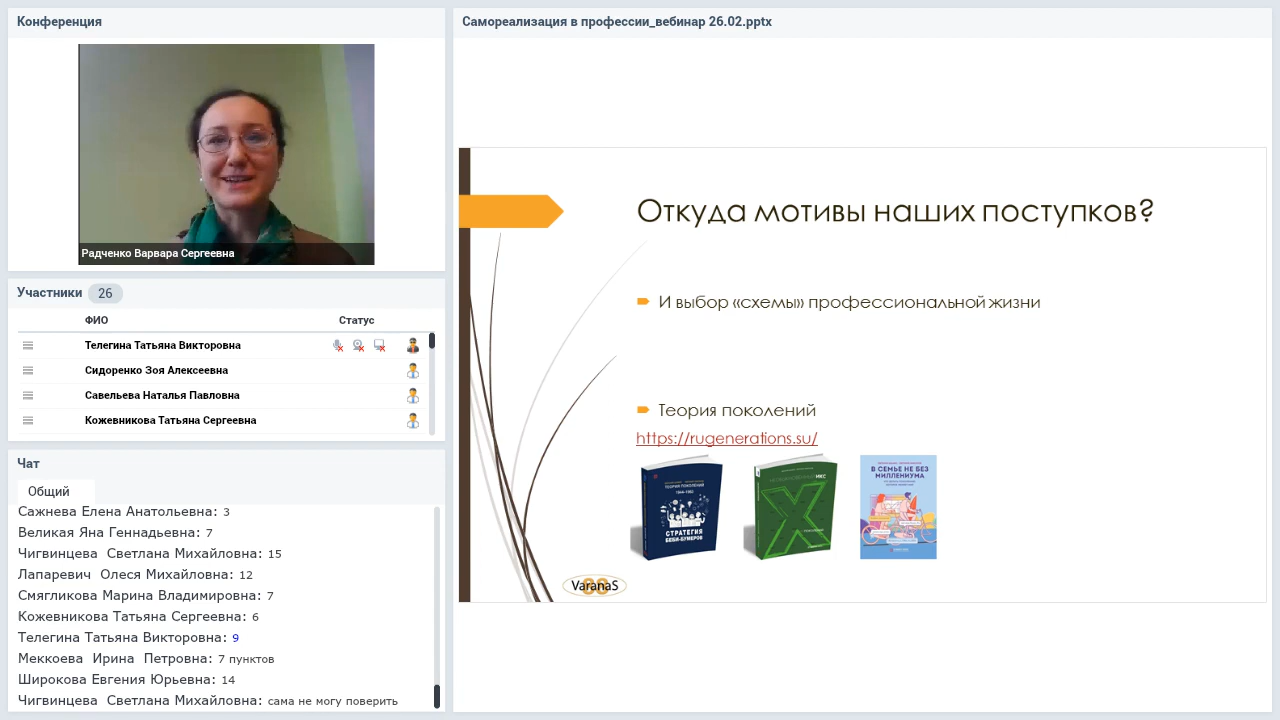 Конференция
Радченко Варвара Сергеевна
Участники 26
ФИО Статус
Телегина Татьяна Викторовна
Сидоренко Зоя Алексеевна
Савельева Наталья Павловна
Кожевникова Татьяна Сергеевна
Чат
Общий
Сажнева Елена Анатольевна: 3
Великая Яна Геннадьевна: 7
Чигвинцева Светлана Михайловна: 15
Лапаревич Олеся Михайловна: 12
Смягликова Марина Владимировна: 7
Кожевникова Татьяна Сергеевна: 6
Телегина Татьяна Викторовна: 9
Меккоева Ирина Петровна: 7 пунктов
Широкова Евгения Юрьевна: 14
Чигвинцева Светлана Михайловна: сама не могу поверить
Самореализация в профессии_вебинар 26.02.pptx
Откуда мотивы наших поступков?
И выбор «схемы» профессиональной жизни
Теория поколений
https://rugenerations.su/
ТЕОРИЯ ПОКОЛЕНИЙ
СТРАТЕГИЯ
БЕБИ-БУМЕРОВ
ИКС
В СЕМЬЕ НЕ БЕЗ
МИЛЛЕНИУМА
VaranaS